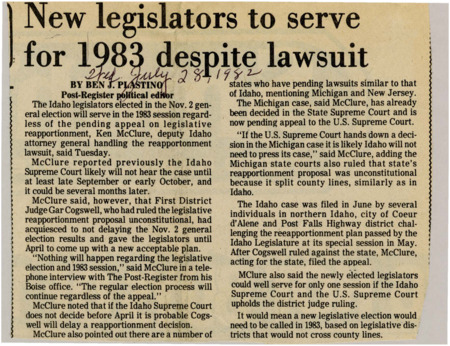 New legislators to serve
for 1983 despite lawsuit
Wed July 28, 1982
BY BEN J. PLASTINO
Post-Register political editor
The Idaho legislators elected in the Nov. 2 gen-
eral election will serve in the 1983 session regard-
less of the pending appeal on legislative
reapportionment, Ken McClure, deputy Idaho
attorney general handling the reapportonment
lawsuit, said Tuesday.
McClure reported previously the Idaho
Supreme Court likely will not hear the case until
at least late September or early October, and
it could be several months later.
McClure said, however, that First District
Judge Gar Cogswell, who had ruled the legislative
reapportionment proposal unconstitutional, had
acquiesced to not delaying the Nov. 2 general
election results and gave the legislators until
April to come up with a new acceptable plan.
"Nothing will happen regarding the legislative
election and 1983 session," said McClure in a tele-
phone interview with The Post-Register from his
Boise office. "The regular election process will
continue regardless of the appeal."
McClure noted that if the Idaho Supreme Court
does not decide before April it is probable Cogs-
well will delay a reapportionment decision.
McClure also pointed out there are a number of
states who have pending lawsuits similar to that
of Idaho, mentioning Michigan and New Jersey.
The Michigan case, said McClure, has already
been decided in the State Supreme Court and is
now pending appeal to the U.S. Supreme Court.
"If the U.S. Supreme Court hands down a deci-
sion in the Michigan case it is likely Idaho will not
need to press its case," said McClure, adding the
Michigan state courts also ruled that state's
reapportionment proposal was unconstitutional
because it split county lines, similarly as in
Idaho.
The Idaho case was filed in June by several
individuals in northern Idaho, city of Coeur
d'Alene and Post Falls Highway district chal-
lenging the reapportionment plan passed by the
Idaho Legislature at its special session in May.
After Cogswell ruled against the state, McClure,
acting for the state, filed the appeal.
MClure also said the newly elected legislators
could well serve for only one session if the Idaho
Supreme Court and the U.S. Supreme Court
upholds the district judge ruling.
It would mean a new legislative election would
need to be called in 1983, based on legislative dis-
tricts that would not cross county lines.